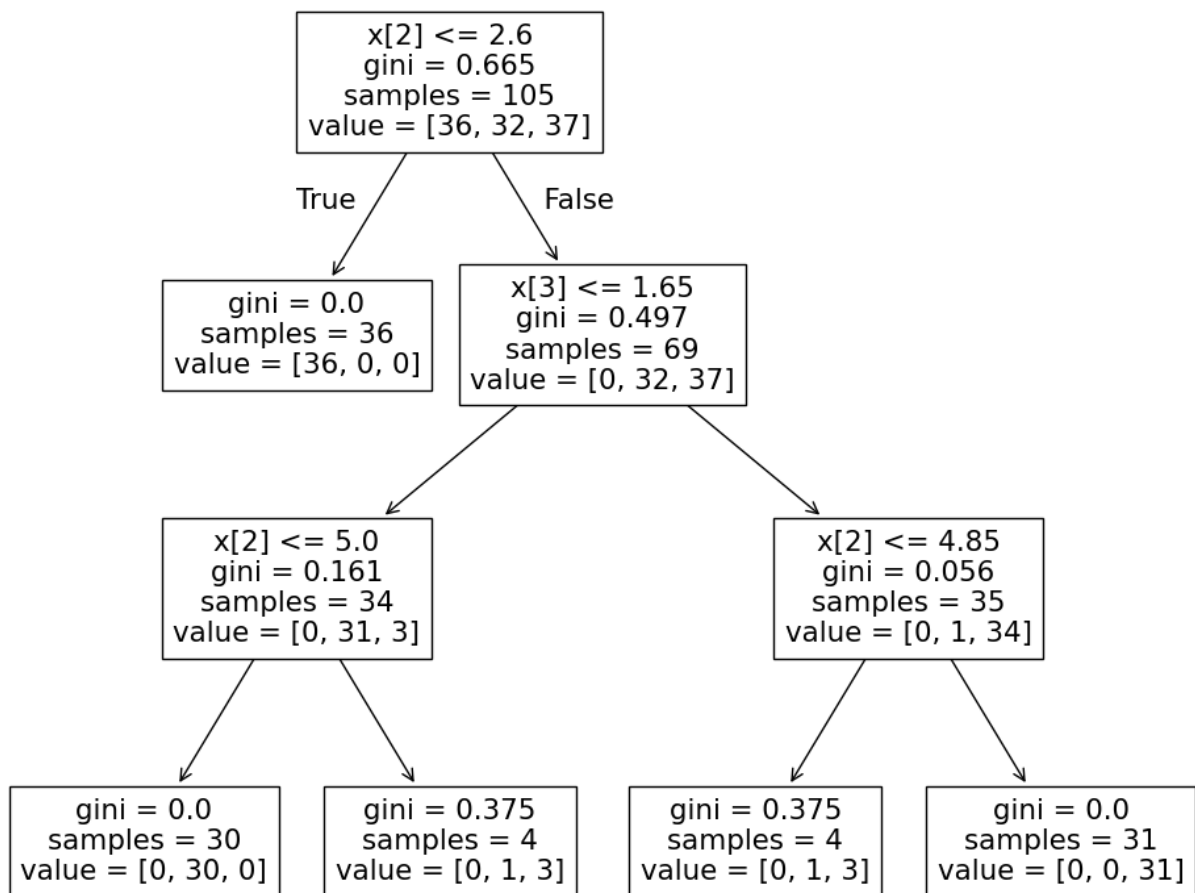 x[2] <= 2.6
gini = 0.665
samples = 105
value = [36, 32, 37]
True
False
gini = 0.0
samples = 36
value = [36, 0, 0]
x[3] <= 1.65
gini = 0.497
samples = 69
value = [0, 32, 37]
x[2] <= 5.0
gini = 0.161
samples = 34
value = [0, 31, 3]
x[2] <= 4.85
gini = 0.056
samples = 35
value = [0, 1, 34]
gini = 0.0
samples = 30
value = [0, 30, 0]
gini = 0.375
samples = 4
value = [0, 1, 3]
gini = 0.375
samples = 4
value = [0, 1, 3]
gini = 0.0
samples = 31
value = [0, 0, 31]